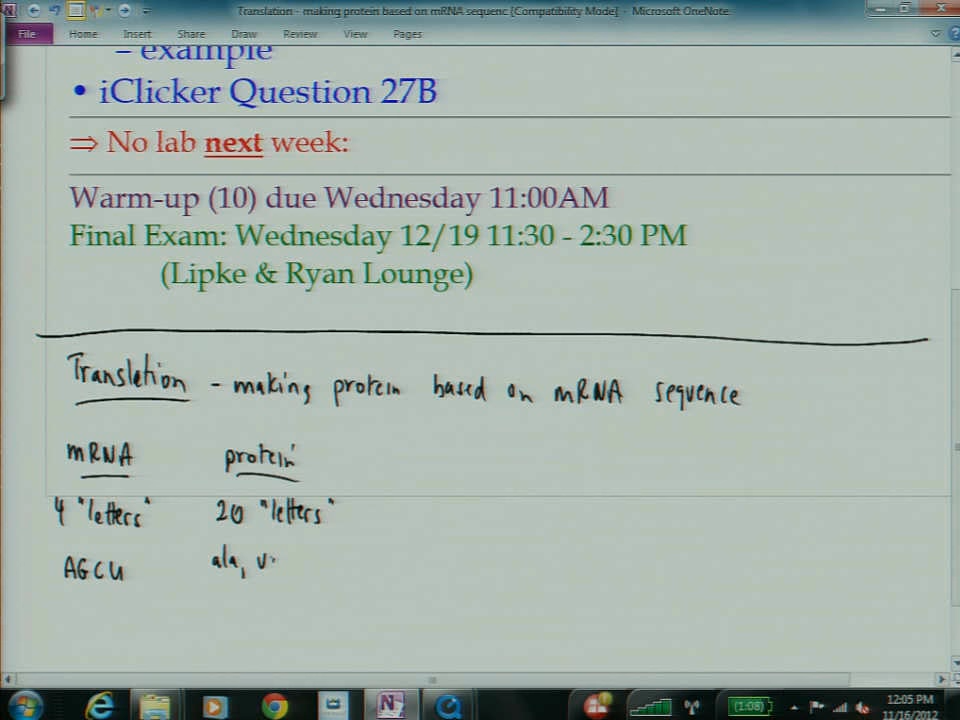 Translation - making protein based on mRNA sequenc [Compatibility Mode] - Microsoft OneNote
File Home Insert Share Draw Review View Pages
– example
• iClicker Question 27B
⇒ No lab next week:
Warm-up (10) due Wednesday 11:00AM
Final Exam: Wednesday 12/19 11:30 - 2:30 PM
(Lipke & Ryan Lounge)
Translation - making protein based on mRNA sequence
mRNA protein
4 "letters" 20 "letters"
AGCU ala, v
(1:08) 12:05 PM
11/16/2012